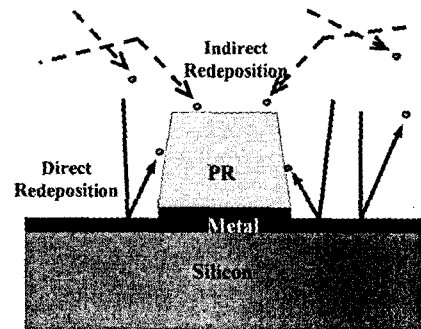 Indirect
Redeposition
Direct
Redeposition
PR
Metal
Silicon